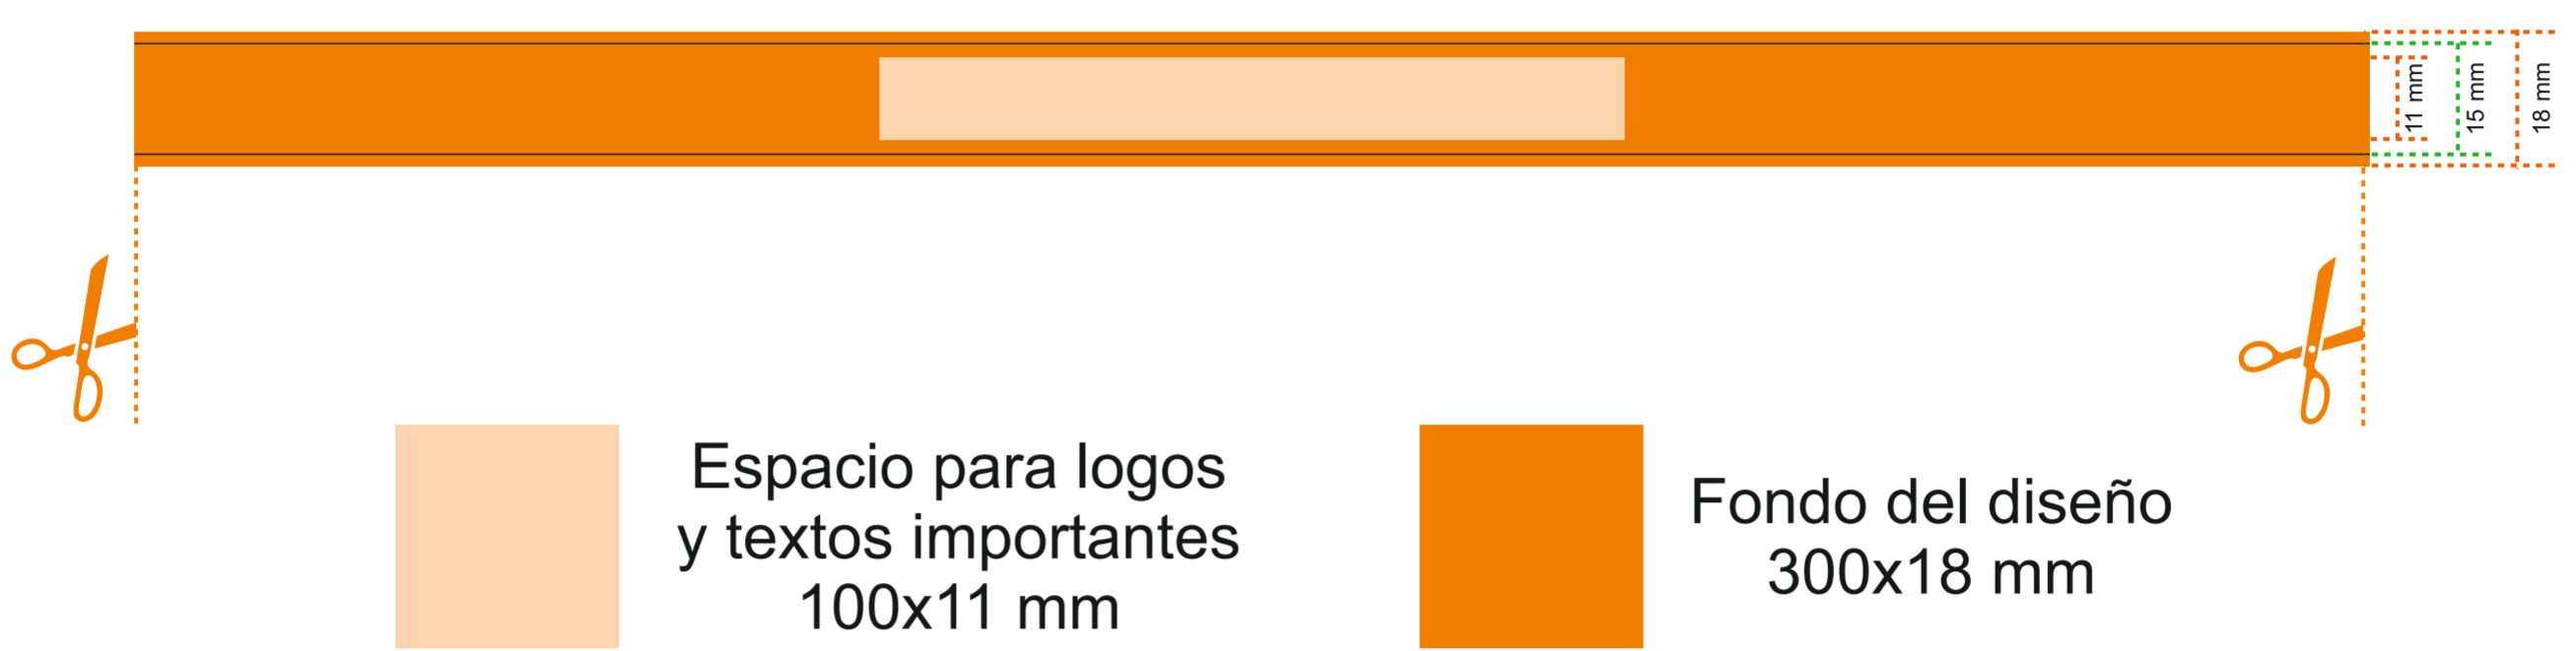 11 mm
15 mm
18 mm
Espacio para logos
y textos importantes
100x11 mm
Fondo del diseño
300x18 mm